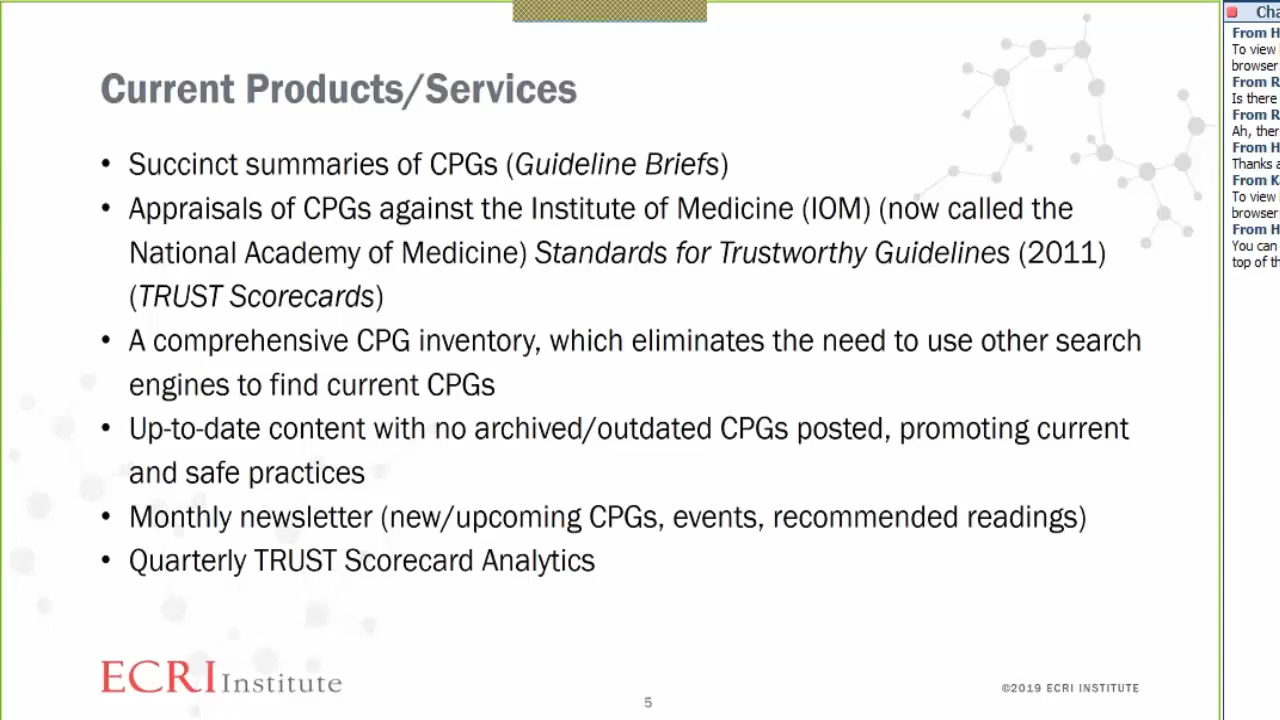 Current Products/Services
• Succinct summaries of CPGs (Guideline Briefs)
• Appraisals of CPGs against the Institute of Medicine (IOM) (now called the
National Academy of Medicine) Standards for Trustworthy Guidelines (2011)
(TRUST Scorecards)
• A comprehensive CPG inventory, which eliminates the need to use other search
engines to find current CPGs
• Up-to-date content with no archived/outdated CPGs posted, promoting current
and safe practices
• Monthly newsletter (new/upcoming CPGs, events, recommended readings)
• Quarterly TRUST Scorecard Analytics
ECRI Institute
5
©2019 ECRI INSTITUTE
From H
To view
browser
From R
Is there
From R
Ah, ther
From H
Thanks a
From K
To view
browser
From H
You can
top of th